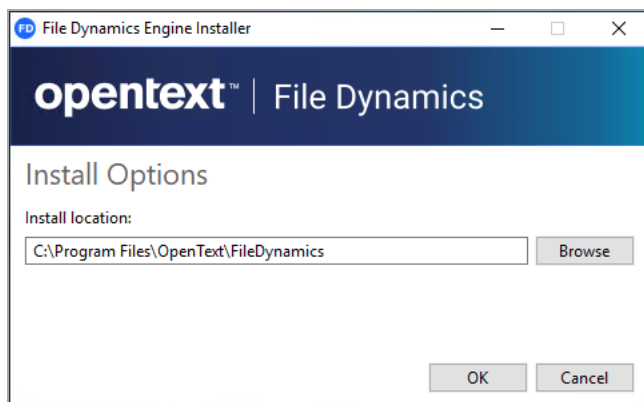 FD File Dynamics Engine Installer
opentext™ | File Dynamics
Install Options
Install location:
C:\Program Files\OpenText\FileDynamics
Browse
OK
Cancel